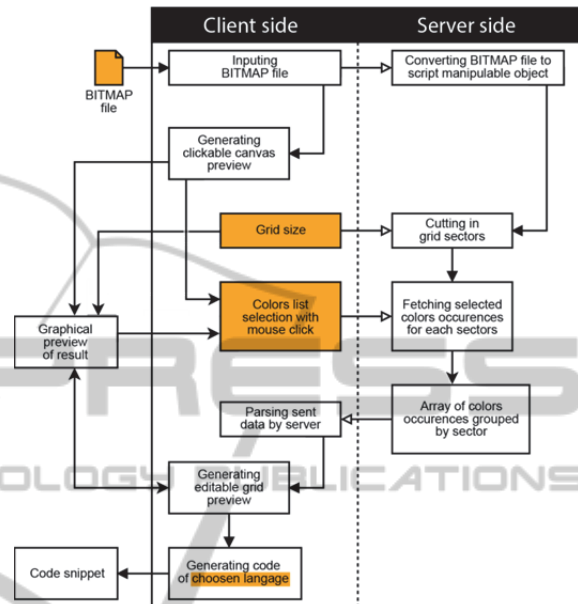 Client side
Server side
Inputing
BITMAP file
Converting BITMAP file to
script manipulable object
BITMAP
file
Generating
clickable canvas
preview
Grid size
Cutting in
grid sectors
Colors list
selection with
mouse click
Fetching selected
colors occurences
for each sectors
Graphical
preview
of result
Parsing sent
data by server
Array of colors
occurences grouped
by sector
PRESS
OLOGY PUBLICATIONS
Generating
editable grid
preview
Code snippet
Generating code
of choosen langage